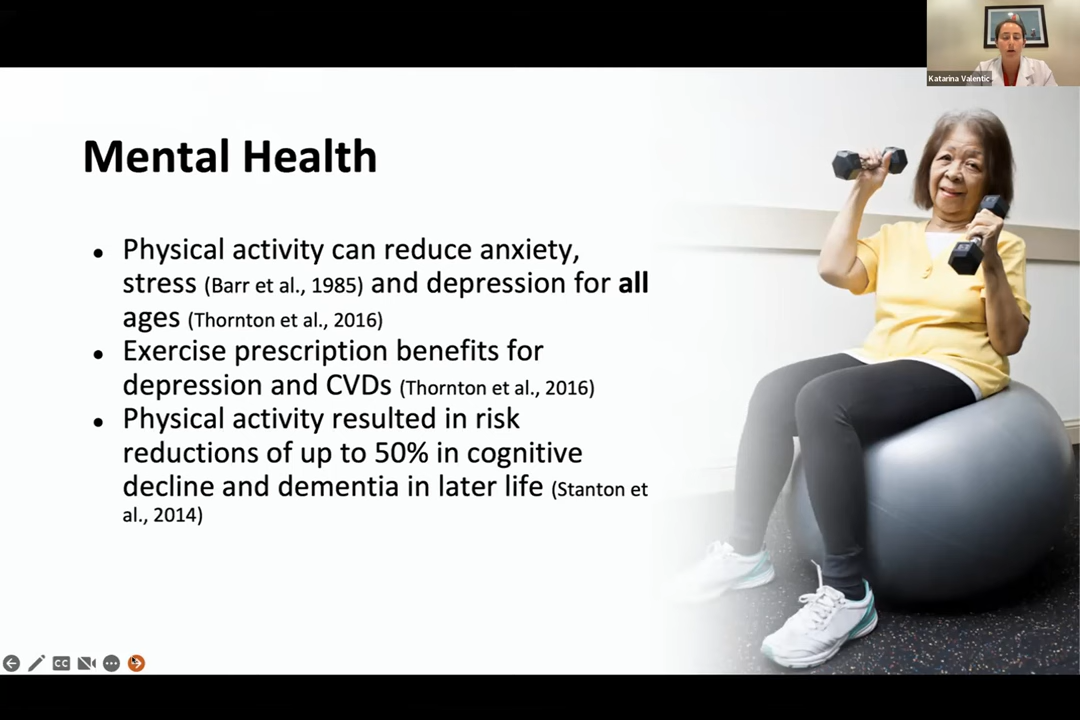 Katarina Valentic
Mental Health
• Physical activity can reduce anxiety,
stress (Barr et al., 1985) and depression for all
ages (Thornton et al., 2016)
• Exercise prescription benefits for
depression and CVDs (Thornton et al., 2016)
• Physical activity resulted in risk
reductions of up to 50% in cognitive
decline and dementia in later life (Stanton et
al., 2014)
CC